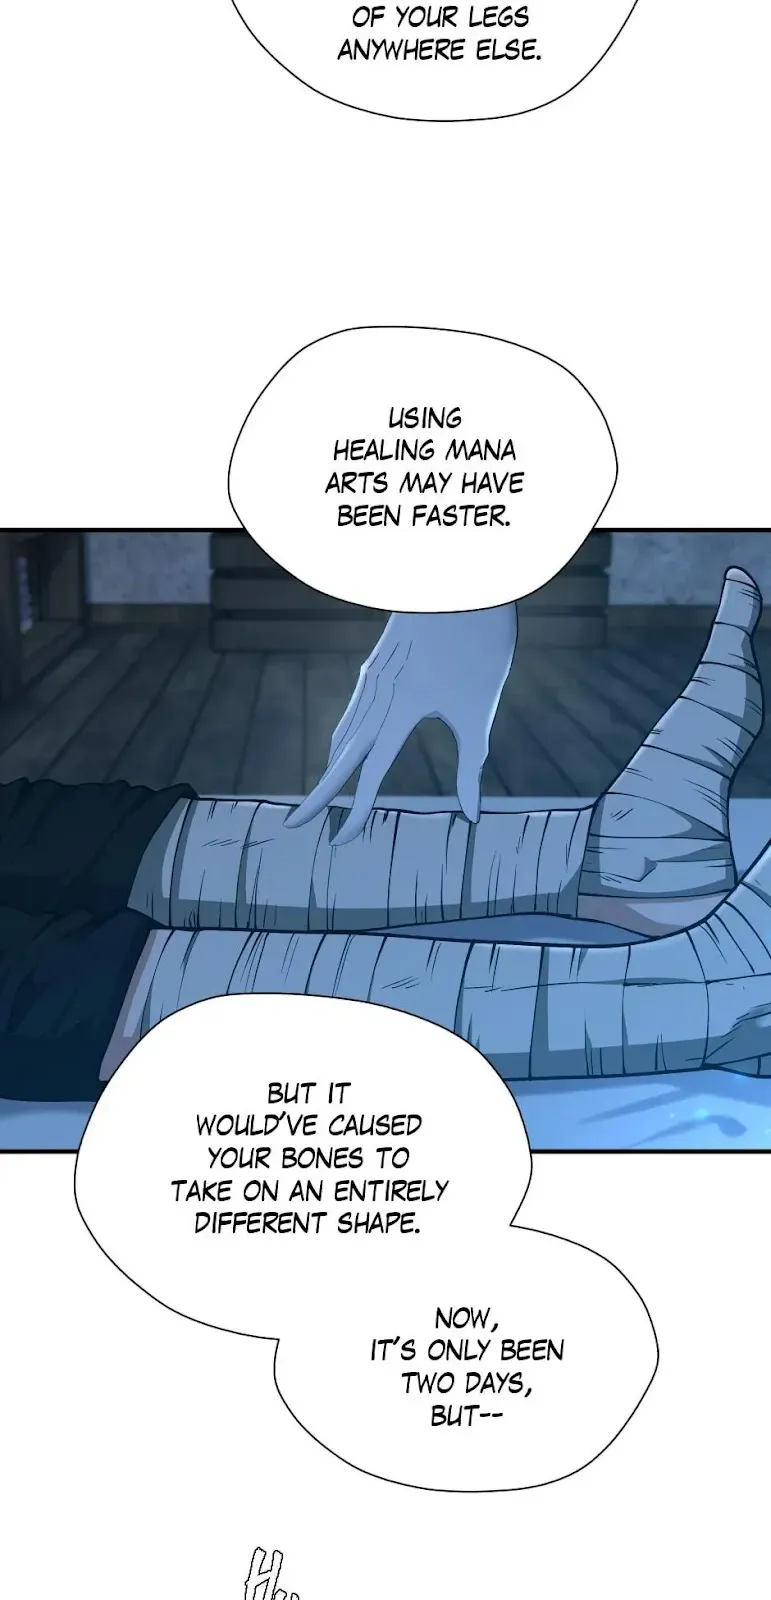 OF YOUR LEGS
ANYWHERE ELSE.
USING
HEALING MANA
ARTS MAY HAVE
BEEN FASTER.
BUT IT
WOULD'VE CAUSED
YOUR BONES TO
TAKE ON AN ENTIRELY
DIFFERENT SHAPE.
NOW,
IT'S ONLY BEEN
TWO DAYS,
BUT--